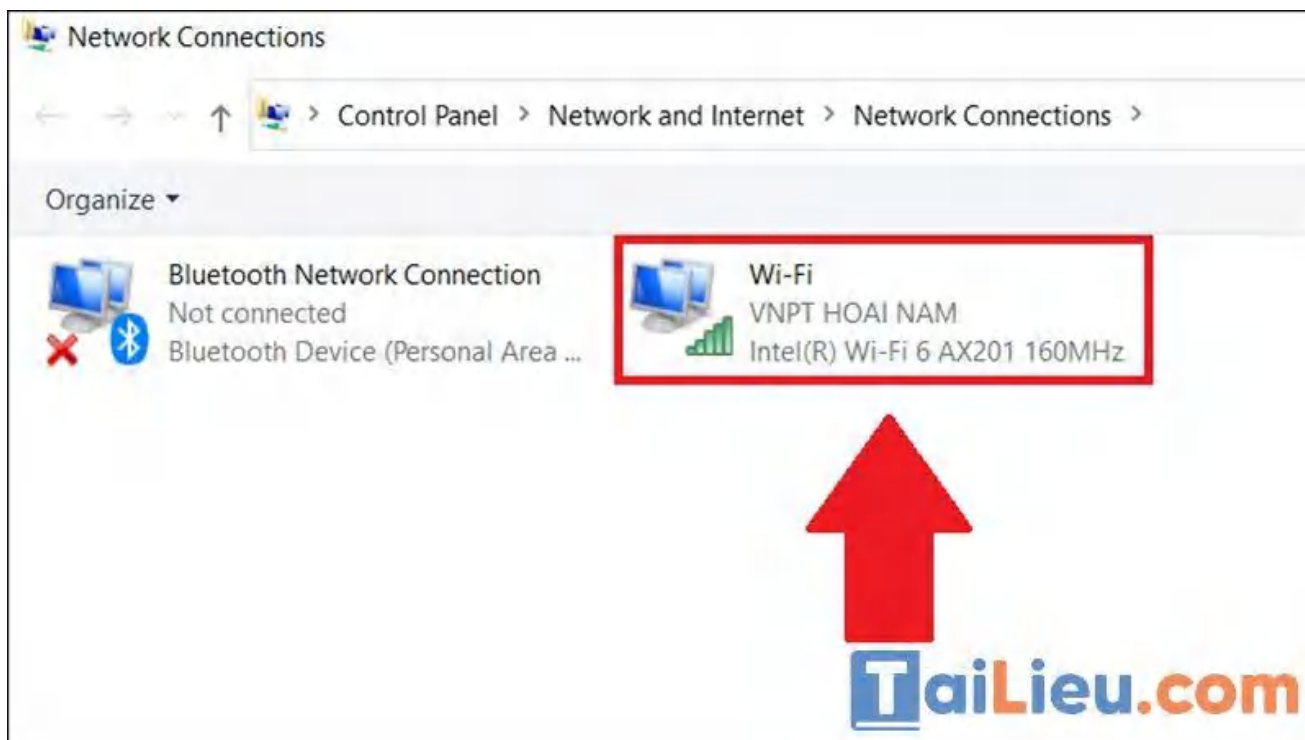 Network Connections
Control Panel > Network and Internet > Network Connections >
Organize
Bluetooth Network Connection
Not connected
Bluetooth Device (Personal Area ...
Wi-Fi
VNPT HOAI NAM
Intel(R) Wi-Fi 6 AX201 160MHz
TaiLieu.com